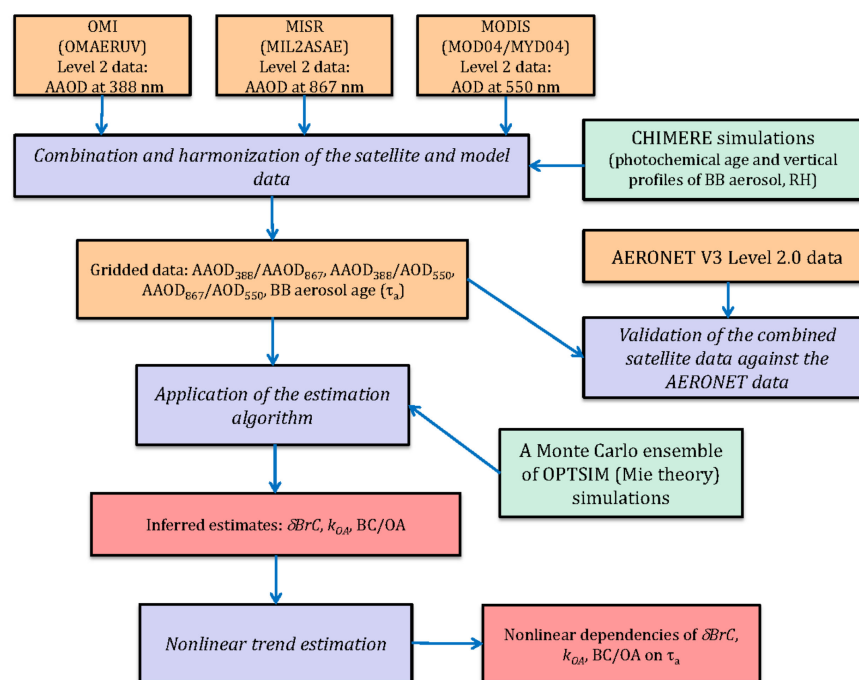 OMI
(OMAERUV)
Level 2 data:
AAOD at 388 nm
MISR
(MIL2ASAE)
Level 2 data:
AAOD at 867 nm
MODIS
(MOD04/MYD04)
Level 2 data:
AOD at 550 nm
Combination and harmonization of the satellite and model
data
CHIMERE simulations
(photochemical age and vertical
profiles of BB aerosol, RH)
Gridded data: AAOD₃₈₈/AAOD₈₆₇, AAOD₃₈₈/AOD₅₅₀,
AAOD₈₆₇/AOD₅₅₀, BB aerosol age (τₐ)
AERONET V3 Level 2.0 data
Validation of the combined
satellite data against the
AERONET data
Application of the estimation
algorithm
A Monte Carlo ensemble
of OPTSIM (Mie theory)
simulations
Inferred estimates: δBrC, k_OA, BC/OA
Nonlinear trend estimation
Nonlinear dependencies of δBrC,
k_OA, BC/OA on τₐ